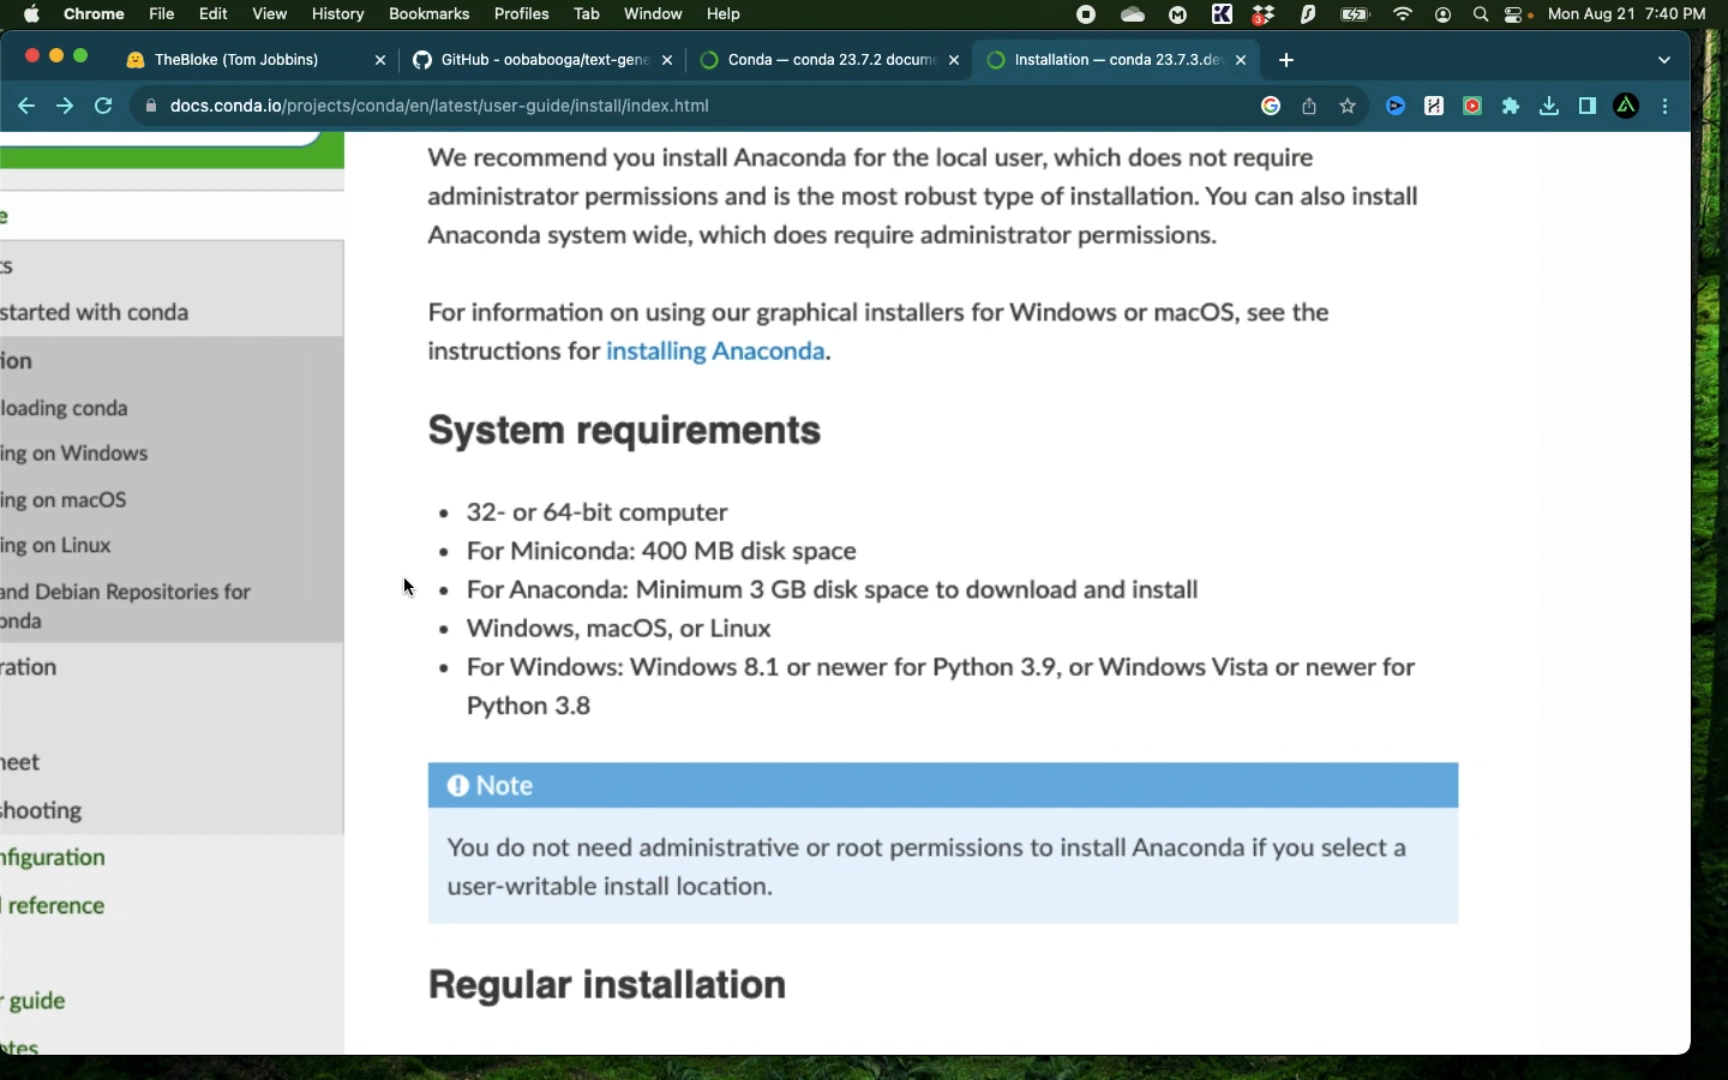 Chrome File Edit View History Bookmarks Profiles Tab Window Help Mon Aug 21 7:40 PM
TheBloke (Tom Jobbins) GitHub - oobabooga/text-gene Conda — conda 23.7.2 docume Installation — conda 23.7.3.de
docs.conda.io/projects/conda/en/latest/user-guide/install/index.html
We recommend you install Anaconda for the local user, which does not require
administrator permissions and is the most robust type of installation. You can also install
Anaconda system wide, which does require administrator permissions.
For information on using our graphical installers for Windows or macOS, see the
instructions for installing Anaconda.
System requirements
• 32- or 64-bit computer
• For Miniconda: 400 MB disk space
• For Anaconda: Minimum 3 GB disk space to download and install
• Windows, macOS, or Linux
• For Windows: Windows 8.1 or newer for Python 3.9, or Windows Vista or newer for
Python 3.8
Note
You do not need administrative or root permissions to install Anaconda if you select a
user-writable install location.
Regular installation
e
ts
started with conda
ion
loading conda
ing on Windows
ing on macOS
ing on Linux
and Debian Repositories for
onda
ration
heet
shooting
nfiguration
reference
r guide
otes